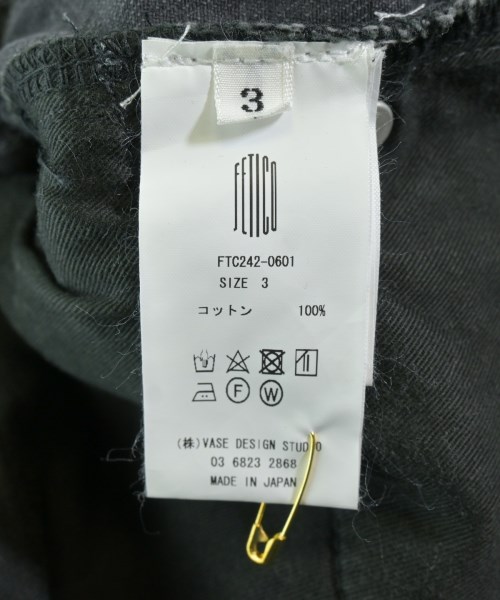 3
FETICO
FTC242-0601
SIZE 3
コットン 100%
F W
(株)VASE DESIGN STUDIO
03 6823 2868
MADE IN JAPAN